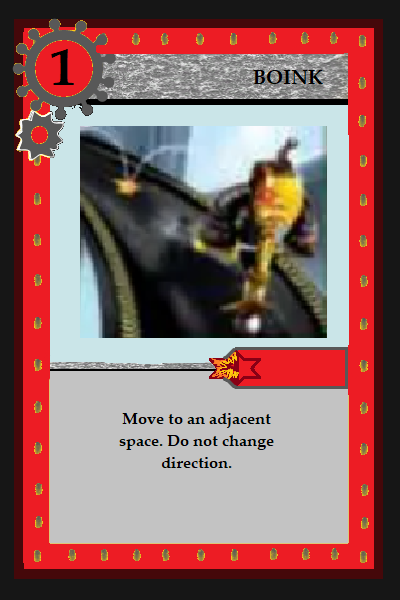 1
BOINK
Move to an adjacent
space. Do not change
direction.